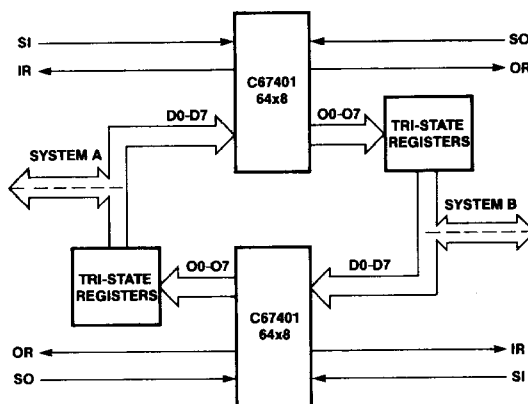 SI
SO
IR
OR
C67401
64x8
D0-D7
O0-O7
TRI-STATE
REGISTERS
SYSTEM A
SYSTEM B
TRI-STATE
REGISTERS
O0-O7
D0-D7
C67401
64x8
OR
IR
SO
SI